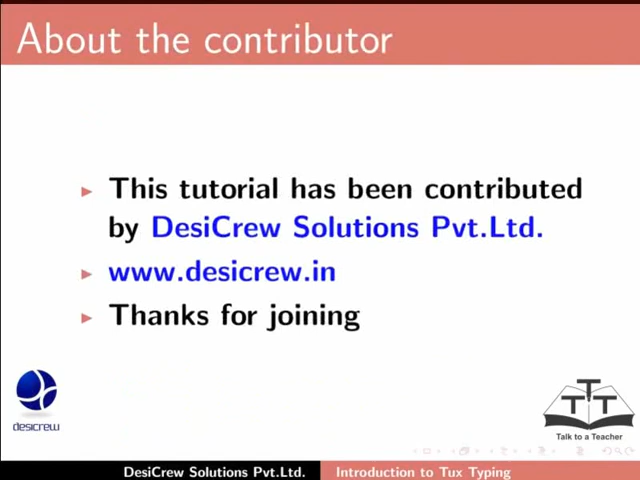 About the contributor
This tutorial has been contributed
by DesiCrew Solutions Pvt.Ltd.
www.desicrew.in
Thanks for joining
desicrew
TTT
Talk to a Teacher
DesiCrew Solutions Pvt.Ltd. Introduction to Tux Typing